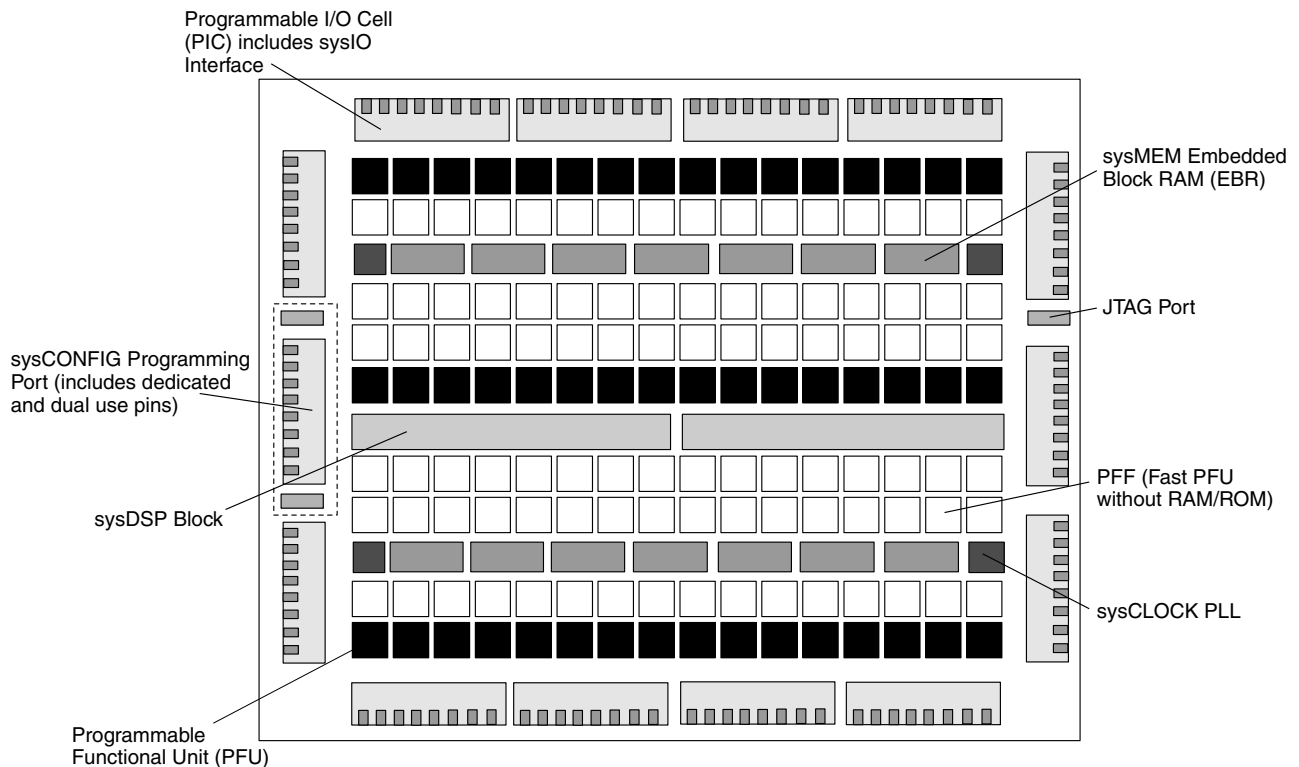 Programmable I/O Cell
(PIC) includes sysIO
Interface
sysMEM Embedded
Block RAM (EBR)
JTAG Port
sysCONFIG Programming
Port (includes dedicated
and dual use pins)
PFF (Fast PFU
without RAM/ROM)
sysDSP Block
sysCLOCK PLL
Programmable
Functional Unit (PFU)